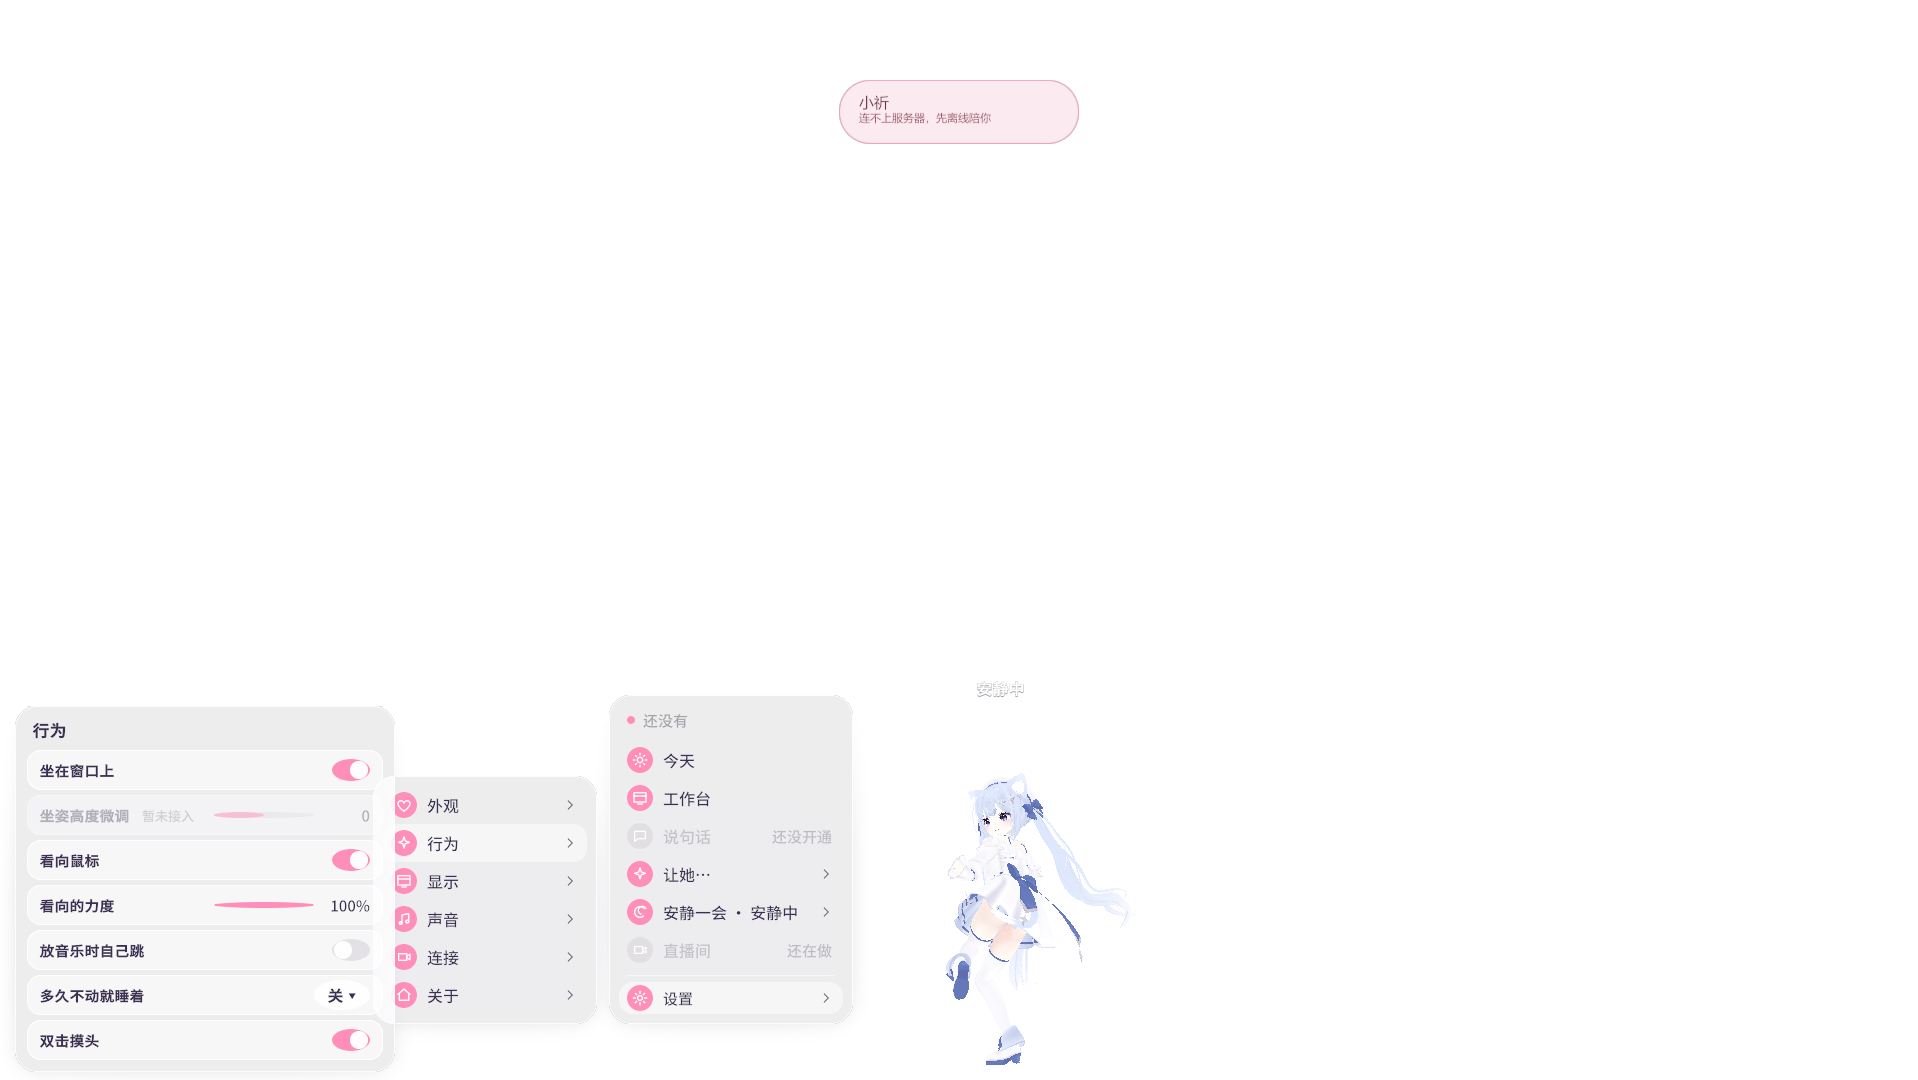 小祈
连不上服务器，先离线陪你
安静中
行为
坐在窗口上
坐姿高度微调 暂未接入 0
看向鼠标
看向的力度 100%
放音乐时自己跳
多久不动就睡着 关
双击摸头
外观
行为
显示
声音
连接
关于
还没有
今天
工作台
说句话 还没开通
让她…
安静一会 · 安静中
直播间 还在做
设置